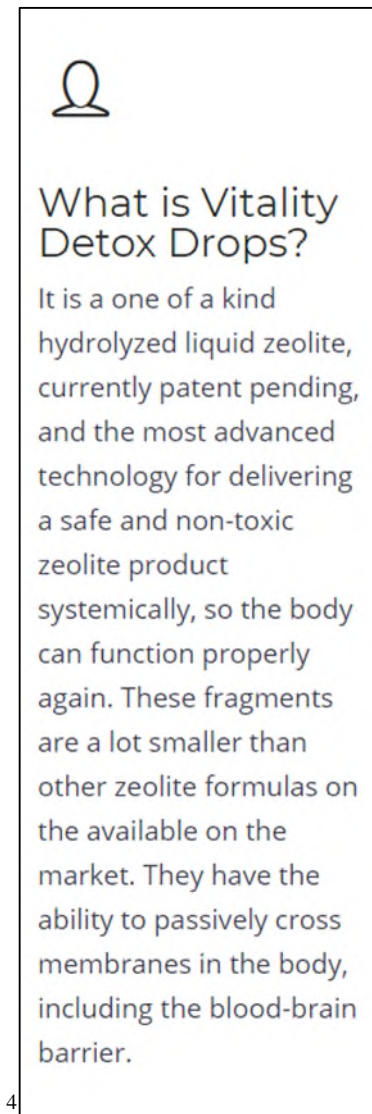 What is Vitality
Detox Drops?
It is a one of a kind
hydrolyzed liquid zeolite,
currently patent pending,
and the most advanced
technology for delivering
a safe and non-toxic
zeolite product
systemically, so the body
can function properly
again. These fragments
are a lot smaller than
other zeolite formulas on
the available on the
market. They have the
ability to passively cross
membranes in the body,
including the blood-brain
barrier.
4